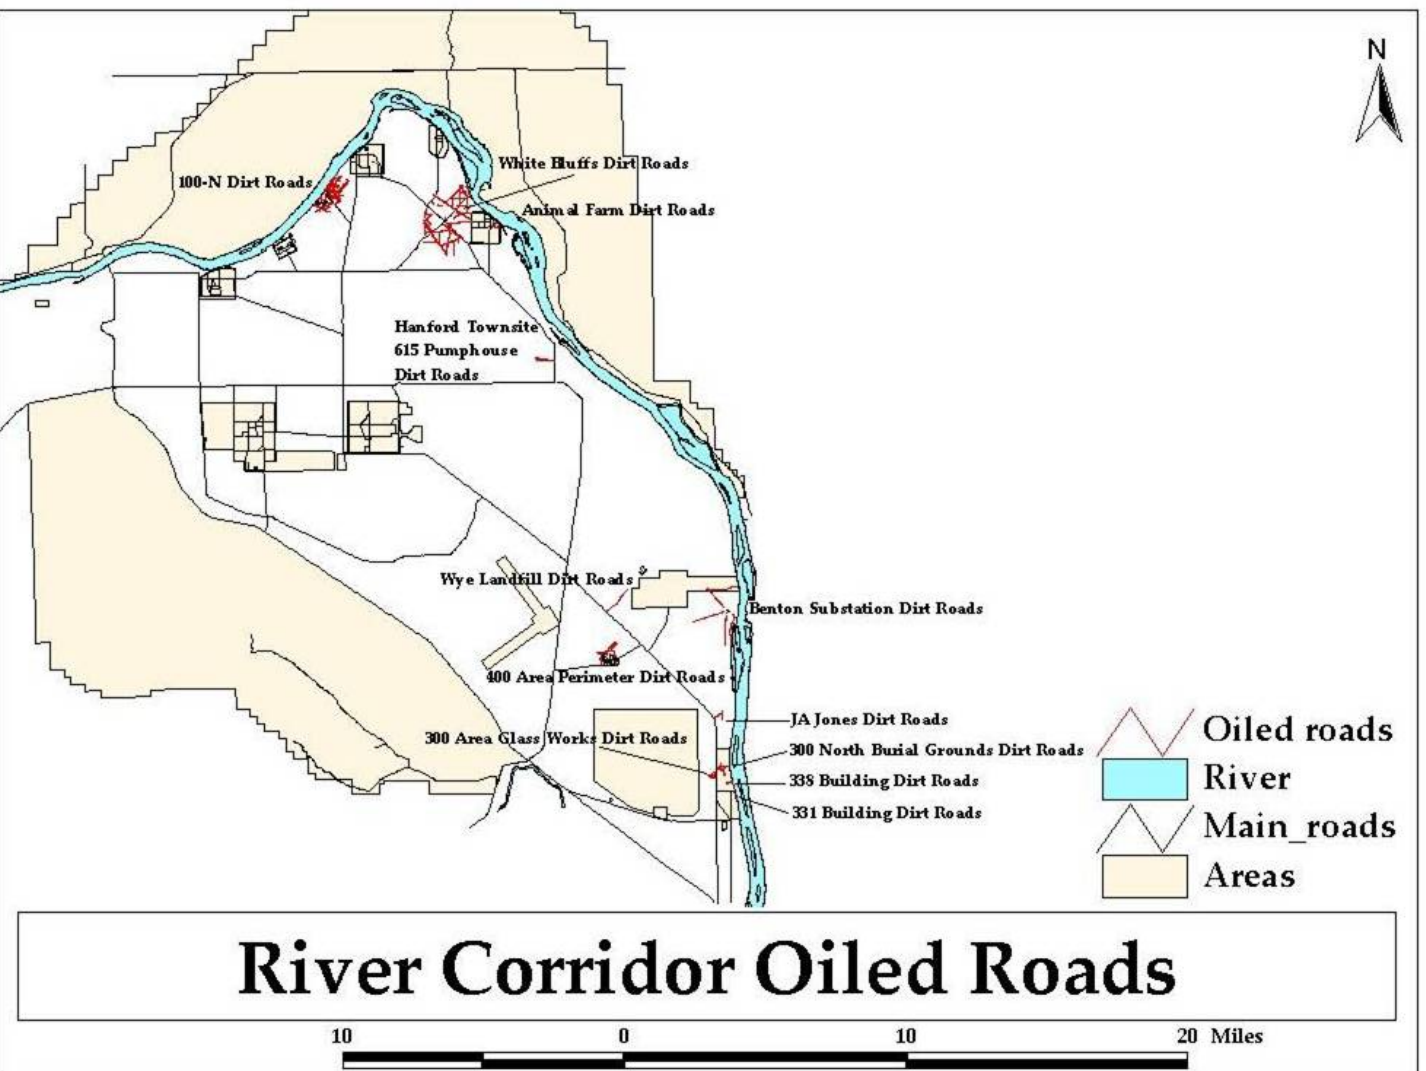 N
White Bluffs Dirt Roads
100-N Dirt Roads
Animal Farm Dirt Roads
Hanford Townsite
615 Pumphouse
Dirt Roads
Wye Landfill Dirt Roads
Benton Substation Dirt Roads
400 Area Perimeter Dirt Roads
JA Jones Dirt Roads
300 Area Glass Works Dirt Roads
300 North Burial Grounds Dirt Roads
338 Building Dirt Roads
331 Building Dirt Roads
Oiled roads
River
Main_roads
Areas
River Corridor Oiled Roads
10 0 10 20 Miles